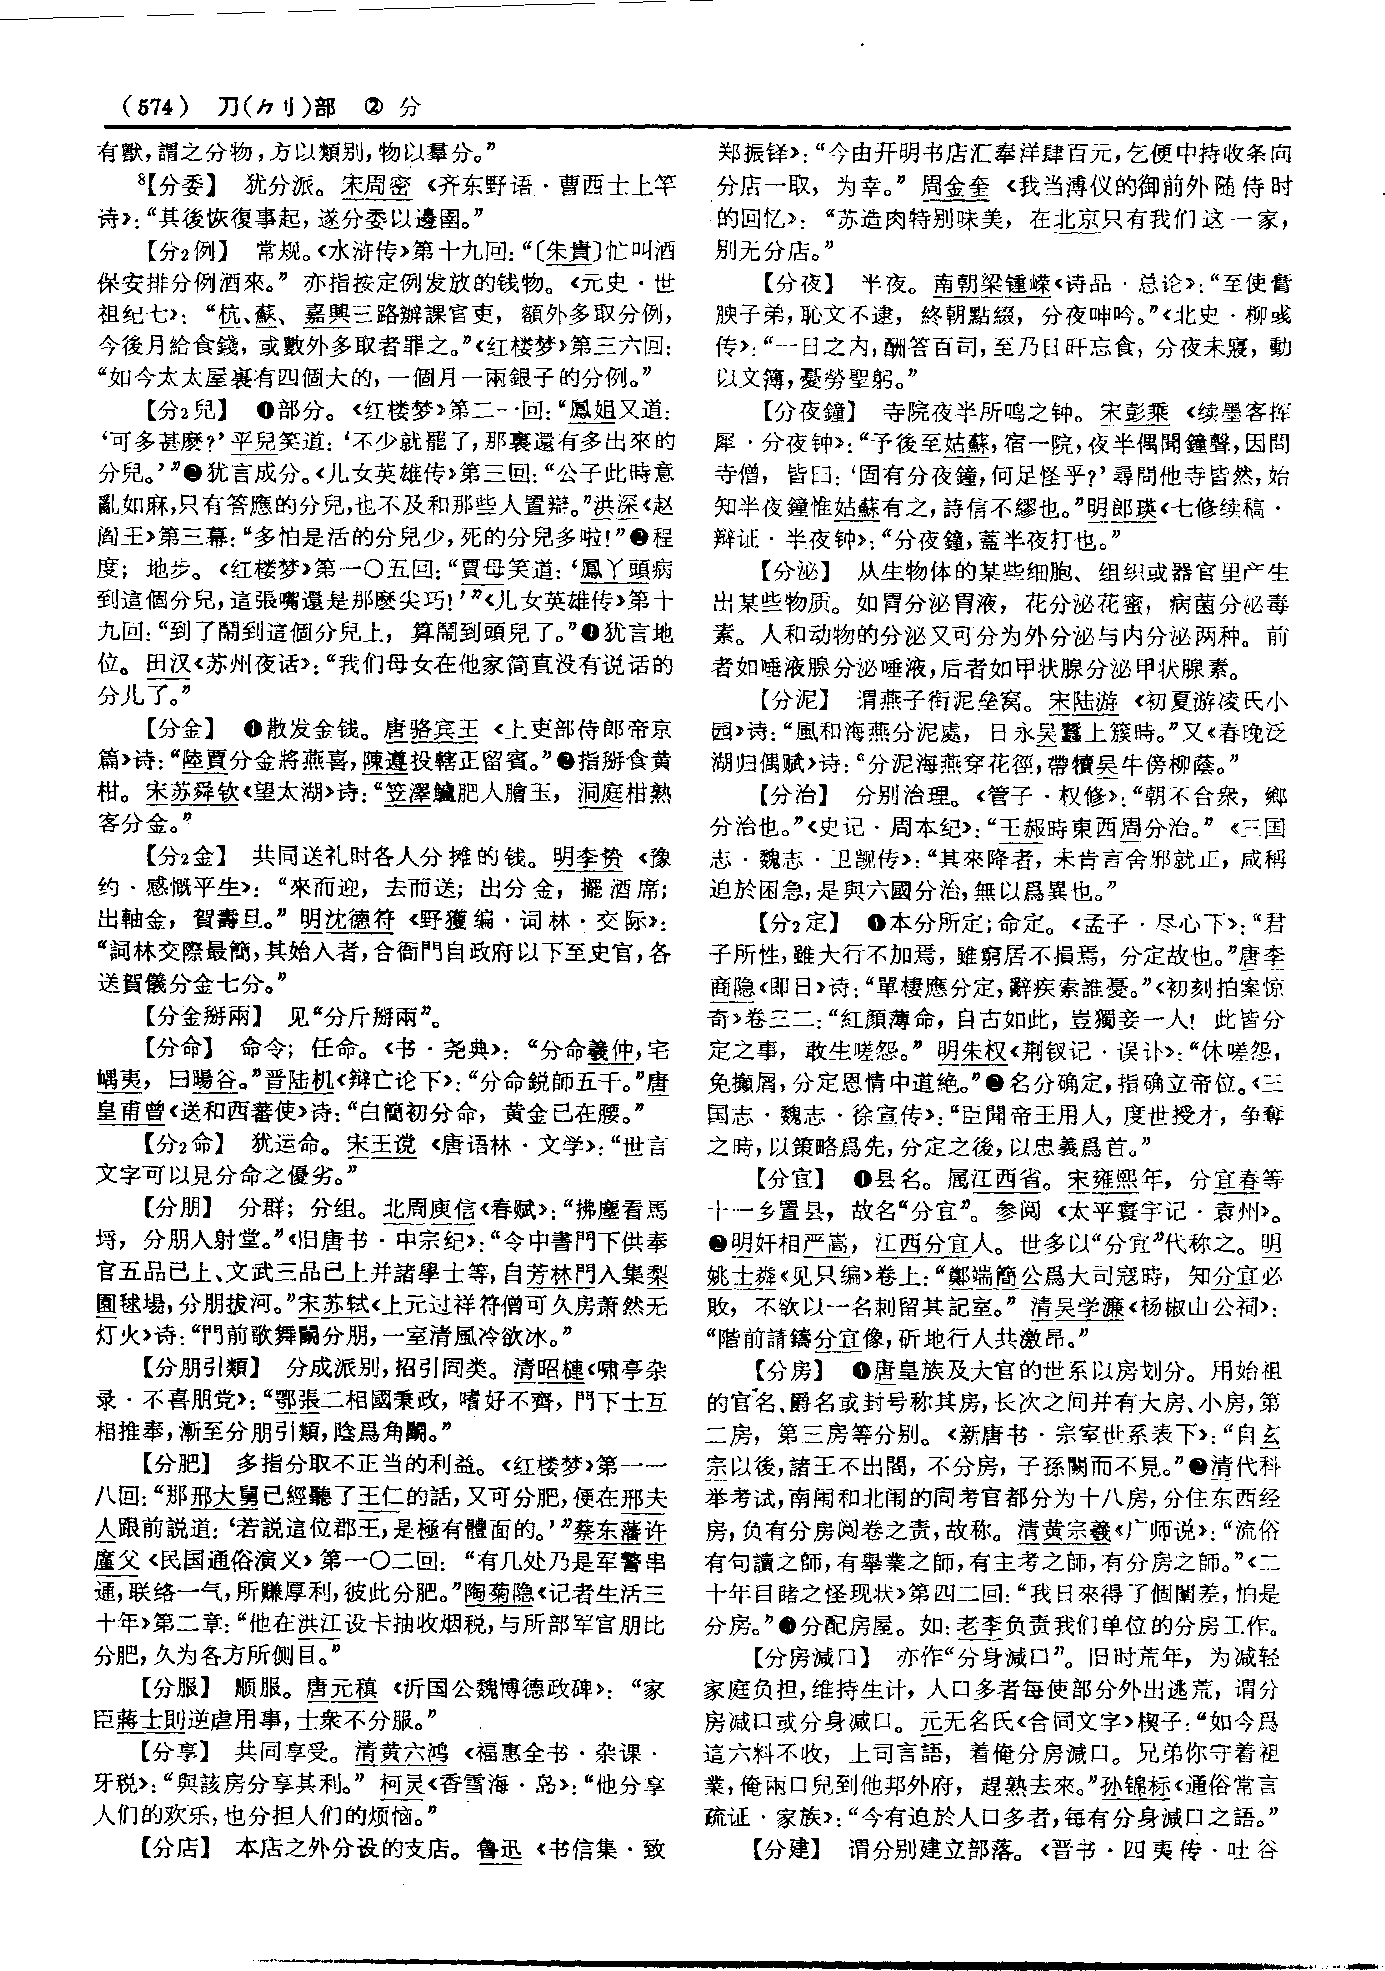 (574) 刀(⺈刂)部 ② 分
有獸,謂之分物,方以類别,物以羣分。”
8【分委】 犹分派。宋周密《齐东野语·曹西士上竿
诗》:“其後恢復事起,遂分委以邊圉。”
【分2例】 常规。《水浒传》第十九回:“〔朱貴〕忙叫酒
保安排分例酒來。”亦指按定例发放的钱物。《元史·世
祖纪七》:“杭、蘇、嘉興三路辦課官吏,額外多取分例,
今後月給食錢,或數外多取者罪之。”《红楼梦》第三六回:
“如今太太屋裏有四個大的,一個月一兩銀子的分例。”
【分2兒】 ❶部分。《红楼梦》第二一回:“鳳姐又道:
‘可多甚麽?’平兒笑道:‘不少就罷了,那裏還有多出來的
分兒。’”❷犹言成分。《儿女英雄传》第三回:“公子此時意
亂如麻,只有答應的分兒,也不及和那些人置辯。”洪深《赵
阎王》第三幕:“多怕是活的分兒少,死的分兒多啦!”❸程
度;地步。《红楼梦》第一〇五回:“賈母笑道:‘鳳丫頭病
到這個分兒,這張嘴還是那麽尖巧!’”《儿女英雄传》第十
九回:“到了鬧到這個分兒上,算鬧到頭兒了。”❹犹言地
位。田汉《苏州夜话》:“我们母女在他家简直没有说话的
分儿了。”
【分金】 ❶散发金钱。唐骆宾王《上吏部侍郎帝京
篇》诗:“陸賈分金將燕喜,陳遵投轄正留賓。”❷指掰食黄
柑。宋苏舜钦《望太湖》诗:“笠澤鱸肥人膾玉,洞庭柑熟
客分金。”
【分2金】 共同送礼时各人分摊的钱。明李贽《豫
约·感慨平生》:“來而迎,去而送;出分金,擺酒席;
出軸金,賀壽旦。”明沈德符《野獲编·词林·交际》:
“詞林交際最簡,其始入者,合衙門自政府以下至史官,各
送賀儀分金七分。”
【分金掰兩】 见“分斤掰兩”。
【分命】 命令;任命。《书·尧典》:“分命羲仲,宅
嵎夷,曰暘谷。”晋陆机《辩亡论下》:“分命鋭師五千。”唐
皇甫曾《送和西蕃使》诗:“白簡初分命,黄金已在腰。”
【分2命】 犹运命。宋王谠《唐语林·文学》:“世言
文字可以見分命之優劣。”
【分朋】 分群;分组。北周庾信《春赋》:“拂塵看馬
埒,分朋入射堂。”《旧唐书·中宗纪》:“令中書門下供奉
官五品已上、文武三品已上并諸學士等,自芳林門入集梨
園毬場,分朋拔河。”宋苏轼《上元过祥符僧可久房萧然无
灯火》诗:“門前歌舞鬭分朋,一室清風冷欲冰。”
【分朋引類】 分成派别,招引同类。清昭槤《啸亭杂
录·不喜朋党》:“鄂張二相國秉政,嗜好不齊,門下士互
相推奉,漸至分朋引類,陰爲角鬭。”
【分肥】 多指分取不正当的利益。《红楼梦》第一一
八回:“那邢大舅已經聽了王仁的話,又可分肥,便在邢夫
人跟前説道:‘若説這位郡王,是極有體面的。’”蔡东藩许
廑父《民国通俗演义》第一〇二回:“有几处乃是军警串
通,联络一气,所赚厚利,彼此分肥。”陶菊隐《记者生活三
十年》第二章:“他在洪江设卡抽收烟税,与所部军官朋比
分肥,久为各方所侧目。”
【分服】 顺服。唐元稹《沂国公魏博德政碑》:“家
臣蔣士則逆虐用事,士衆不分服。”
【分享】 共同享受。清黄六鸿《福惠全书·杂课·
牙税》:“與該房分享其利。”柯灵《香雪海·岛》:“他分享
人们的欢乐,也分担人们的烦恼。”
【分店】 本店之外分设的支店。鲁迅《书信集·致
郑振铎》:“今由开明书店汇奉洋肆百元,乞便中持收条向
分店一取,为幸。”周金奎《我当溥仪的御前外随侍时
的回忆》:“苏造肉特别味美,在北京只有我们这一家,
别无分店。”
【分夜】 半夜。南朝梁锺嵘《诗品·总论》:“至使膏
腴子弟,恥文不逮,終朝點綴,分夜呻吟。”《北史·柳彧
传》:“一日之内,酬答百司,至乃日旰忘食,分夜未寢,動
以文簿,憂勞聖躬。”
【分夜鐘】 寺院夜半所鸣之钟。宋彭乘《续墨客挥
犀·分夜钟》:“予後至姑蘇,宿一院,夜半偶聞鐘聲,因問
寺僧,皆曰:‘固有分夜鐘,何足怪乎?’尋問他寺皆然,始
知半夜鐘惟姑蘇有之,詩信不繆也。”明郎瑛《七修续稿·
辩证·半夜钟》:“分夜鐘,蓋半夜打也。”
【分泌】 从生物体的某些细胞、组织或器官里产生
出某些物质。如胃分泌胃液,花分泌花蜜,病菌分泌毒
素。人和动物的分泌又可分为外分泌与内分泌两种。前
者如唾液腺分泌唾液,后者如甲状腺分泌甲状腺素。
【分泥】 谓燕子衔泥垒窝。宋陆游《初夏游凌氏小
园》诗:“風和海燕分泥處,日永吴蠶上簇時。”又《春晚泛
湖归偶赋》诗:“分泥海燕穿花徑,帶犢吴牛傍柳蔭。”
【分治】 分别治理。《管子·权修》:“朝不合衆,鄉
分治也。”《史记·周本纪》:“王赧時東西周分治。”《三国
志·魏志·卫觊传》:“其來降者,未肯言舍邪就正,咸稱
迫於困急,是與六國分治,無以爲異也。”
【分2定】 ❶本分所定;命定。《孟子·尽心下》:“君
子所性,雖大行不加焉,雖窮居不損焉,分定故也。”唐李
商隐《即日》诗:“單棲應分定,辭疾索誰憂。”《初刻拍案惊
奇》卷三二:“紅顔薄命,自古如此,豈獨妾一人!此皆分
定之事,敢生嗟怨。”明朱权《荆钗记·误讣》:“休嗟怨,
免攧屑,分定恩情中道絶。”❷名分确定,指确立帝位。《三
国志·魏志·徐宣传》:“臣聞帝王用人,度世授才,争奪
之時,以策略爲先,分定之後,以忠義爲首。”
【分宜】 ❶县名。属江西省。宋雍熙年,分宜春等
十一乡置县,故名“分宜”。参阅《太平寰宇记·袁州》。
❷明奸相严嵩,江西分宜人。世多以“分宜”代称之。明
姚士粦《见只编》卷上:“鄭端簡公爲大司寇時,知分宜必
敗,不欲以一名刺留其記室。”清吴学濂《杨椒山公祠》:
“階前請鑄分宜像,斫地行人共激昂。”
【分房】 ❶唐皇族及大官的世系以房划分。用始祖
的官名、爵名或封号称其房,长次之间并有大房、小房,第
二房,第三房等分别。《新唐书·宗室世系表下》:“自玄
宗以後,諸王不出閤,不分房,子孫闕而不見。”❷清代科
举考试,南闱和北闱的同考官都分为十八房,分住东西经
房,负有分房阅卷之责,故称。清黄宗羲《广师说》:“流俗
有句讀之師,有舉業之師,有主考之師,有分房之師。”《二
十年目睹之怪现状》第四二回:“我日來得了個闈差,怕是
分房。”❸分配房屋。如:老李负责我们单位的分房工作。
【分房減口】 亦作“分身減口”。旧时荒年,为减轻
家庭负担,维持生计,人口多者每使部分外出逃荒,谓分
房减口或分身减口。元无名氏《合同文字》楔子:“如今爲
這六料不收,上司言語,着俺分房減口。兄弟你守着祖
業,俺兩口兒到他邦外府,趕熟去來。”孙锦标《通俗常言
疏证·家族》:“今有迫於人口多者,每有分身減口之語。”
【分建】 谓分别建立部落。《晋书·四夷传·吐谷